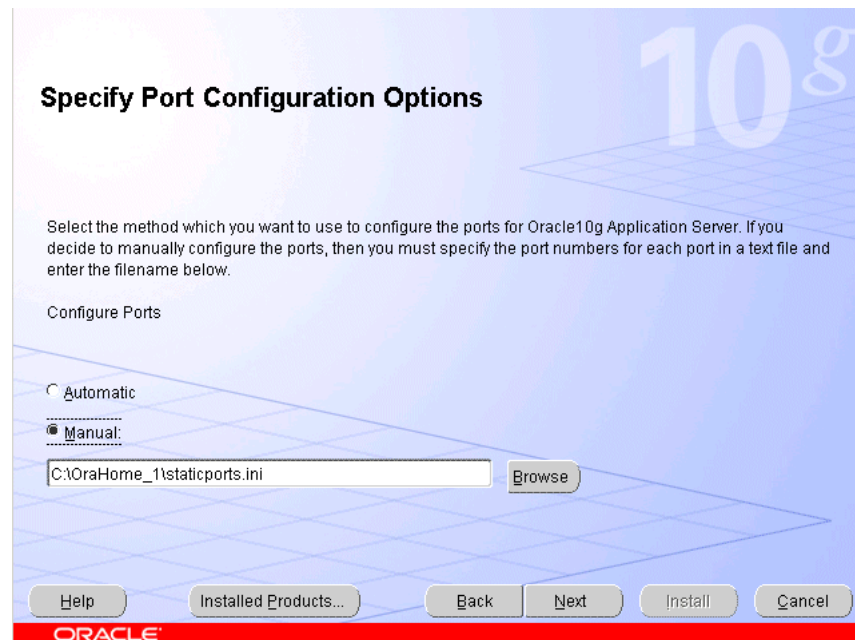 10g
Specify Port Configuration Options
Select the method which you want to use to configure the ports for Oracle10g Application Server. If you
decide to manually configure the ports, then you must specify the port numbers for each port in a text file and
enter the filename below.
Configure Ports
Automatic
Manual:
C:\OraHome_1\staticports.ini
Browse
Help Installed Products... Back Next Install Cancel
ORACLE